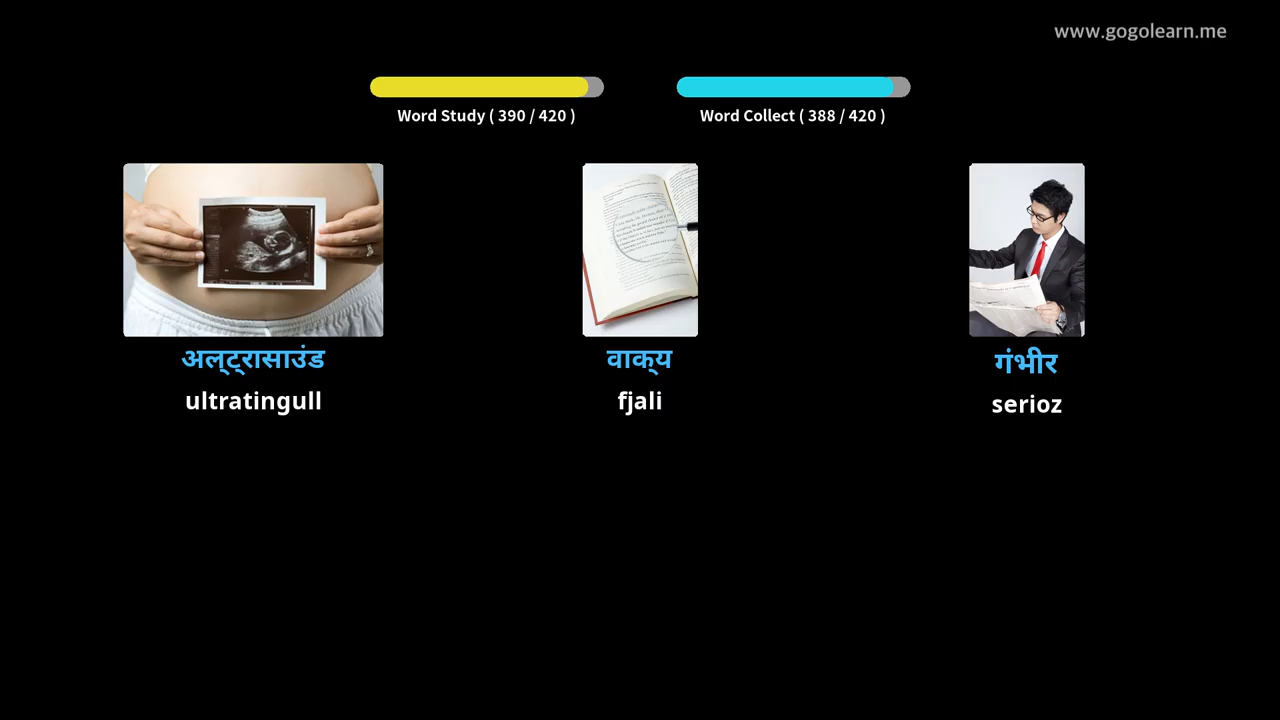 www.gogolearn.me
Word Study ( 390 / 420 )
Word Collect ( 388 / 420 )
अल्ट्रासाउंड
वाक्य
गंभीर
ultratingull
fjali
serioz